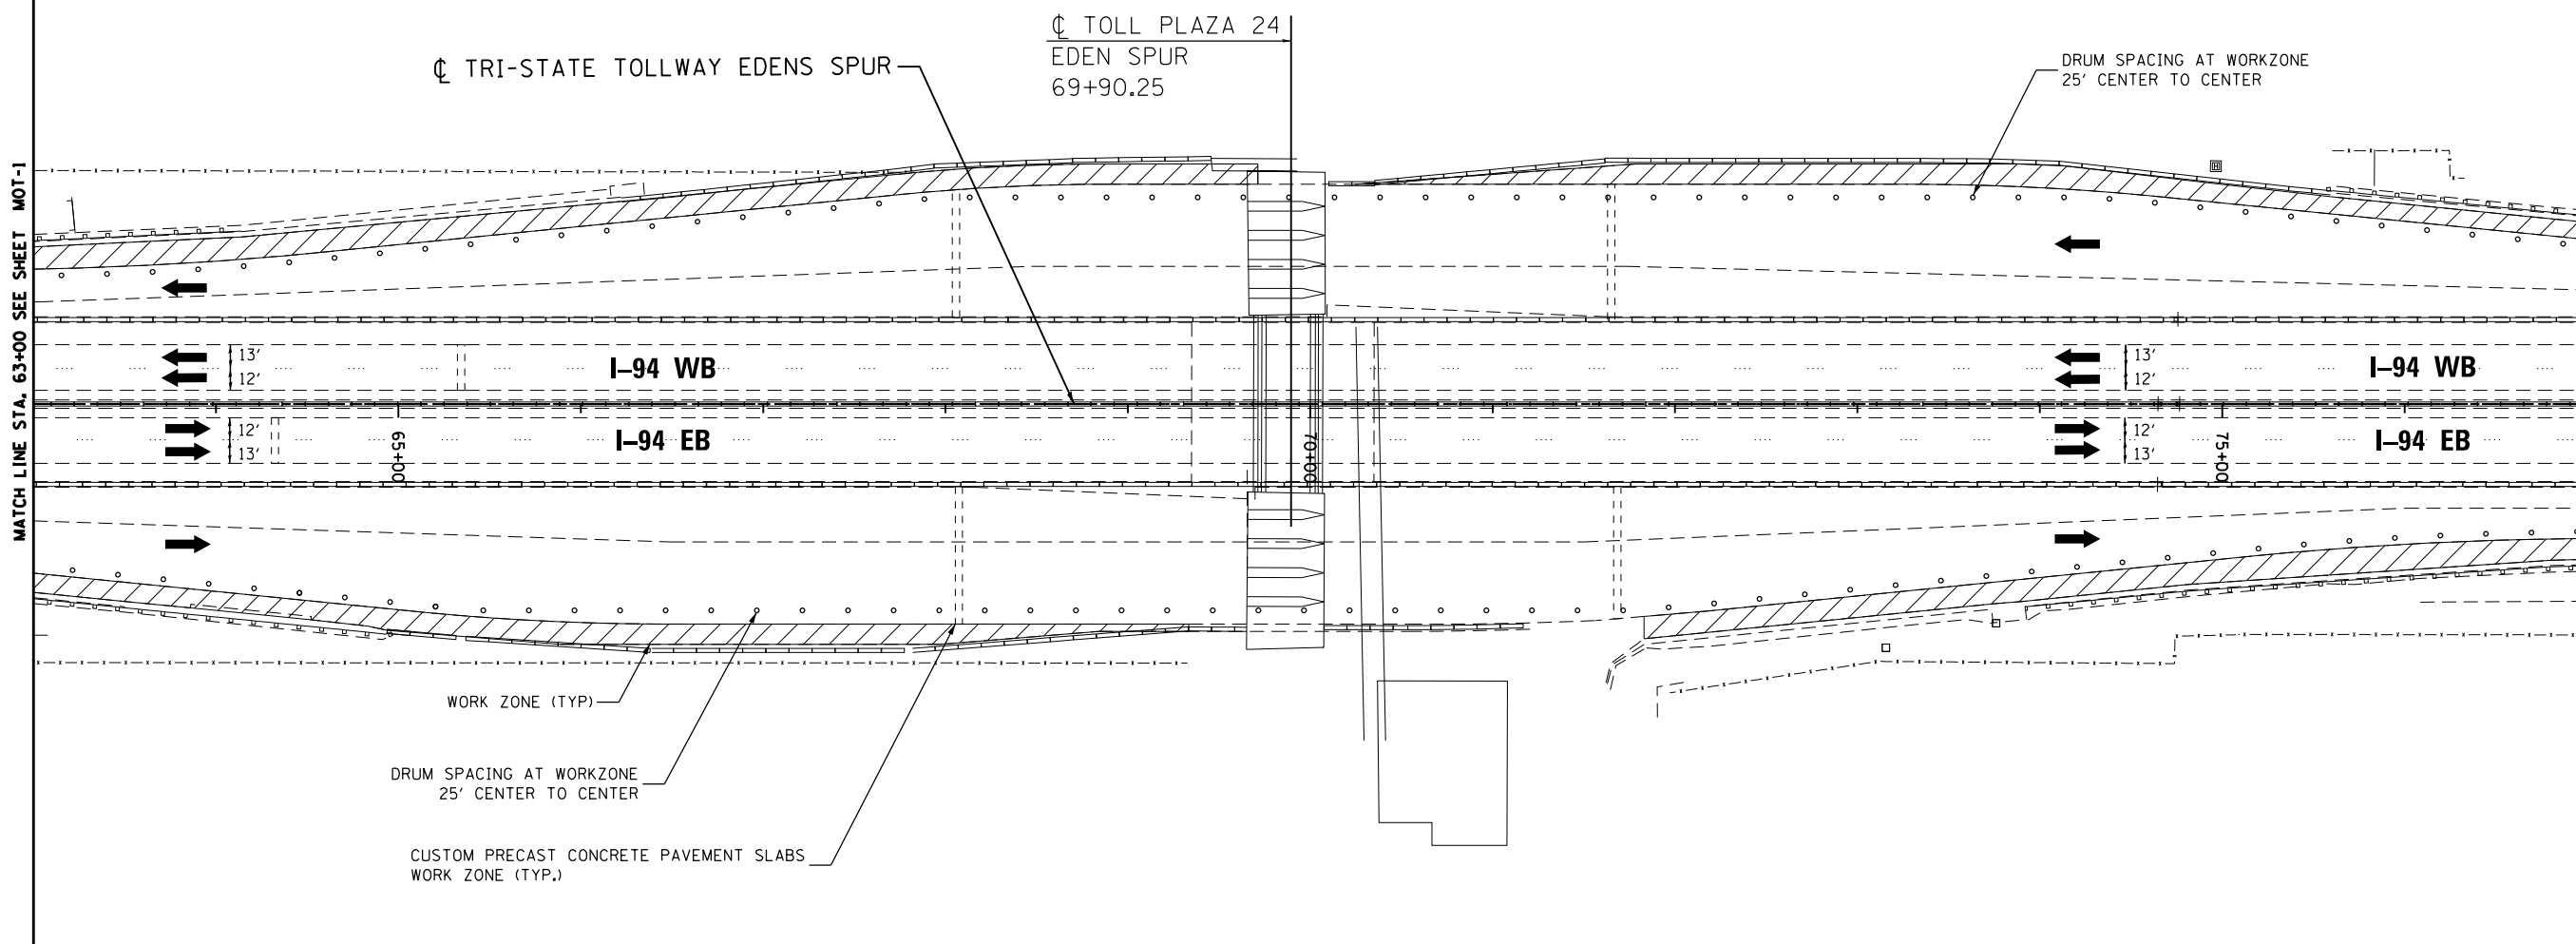 ℄ TOLL PLAZA 24
EDEN SPUR
69+90.25
℄ TRI-STATE TOLLWAY EDENS SPUR
DRUM SPACING AT WORKZONE
25' CENTER TO CENTER
MATCH LINE STA. 63+00 SEE SHEET MOT-1
13'
12'
I-94 WB
13'
12'
I-94 WB
12'
13'
65+00
I-94 EB
70+00
12'
13'
75+00
I-94 EB
H
WORK ZONE (TYP)
DRUM SPACING AT WORKZONE
25' CENTER TO CENTER
CUSTOM PRECAST CONCRETE PAVEMENT SLABS
WORK ZONE (TYP.)